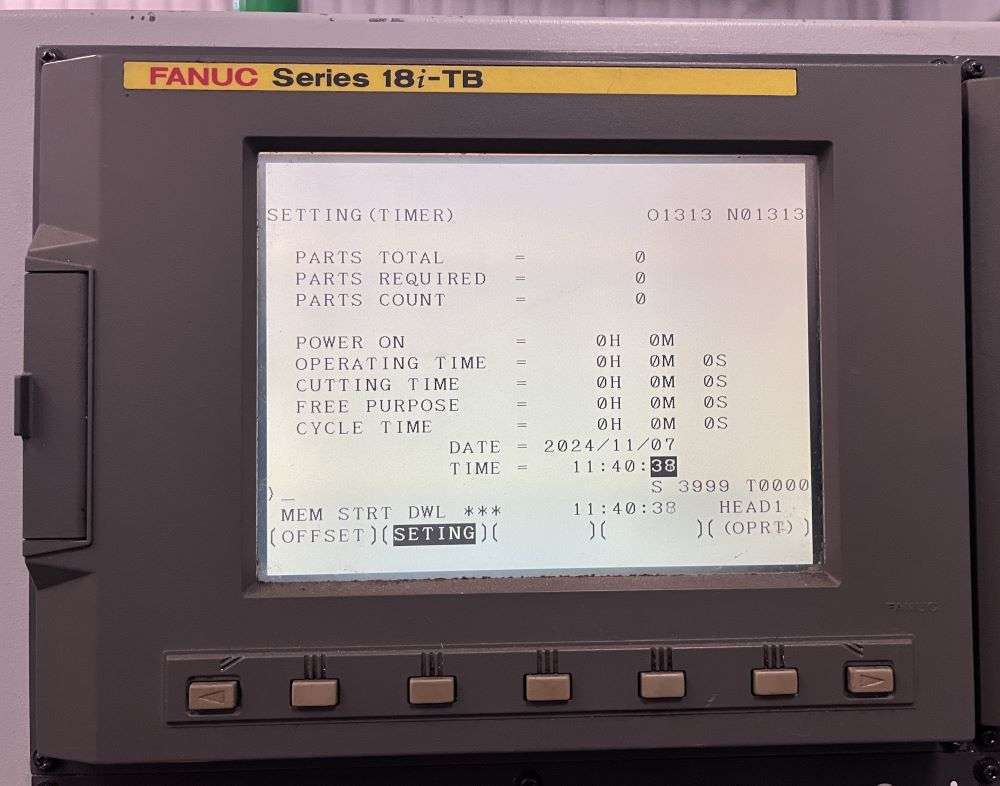 FANUC Series 18i-TB
SETTING(TIMER) O1313 N01313
PARTS TOTAL = 0
PARTS REQUIRED = 0
PARTS COUNT = 0
POWER ON = 0H 0M
OPERATING TIME = 0H 0M 0S
CUTTING TIME = 0H 0M 0S
FREE PURPOSE = 0H 0M 0S
CYCLE TIME = 0H 0M 0S
DATE = 2024/11/07
TIME = 11:40:38
S 3999 T0000
)_
MEM STRT DWL *** 11:40:38 HEAD1
(OFFSET)(SETING)( )( )((OPRT))
FANUC